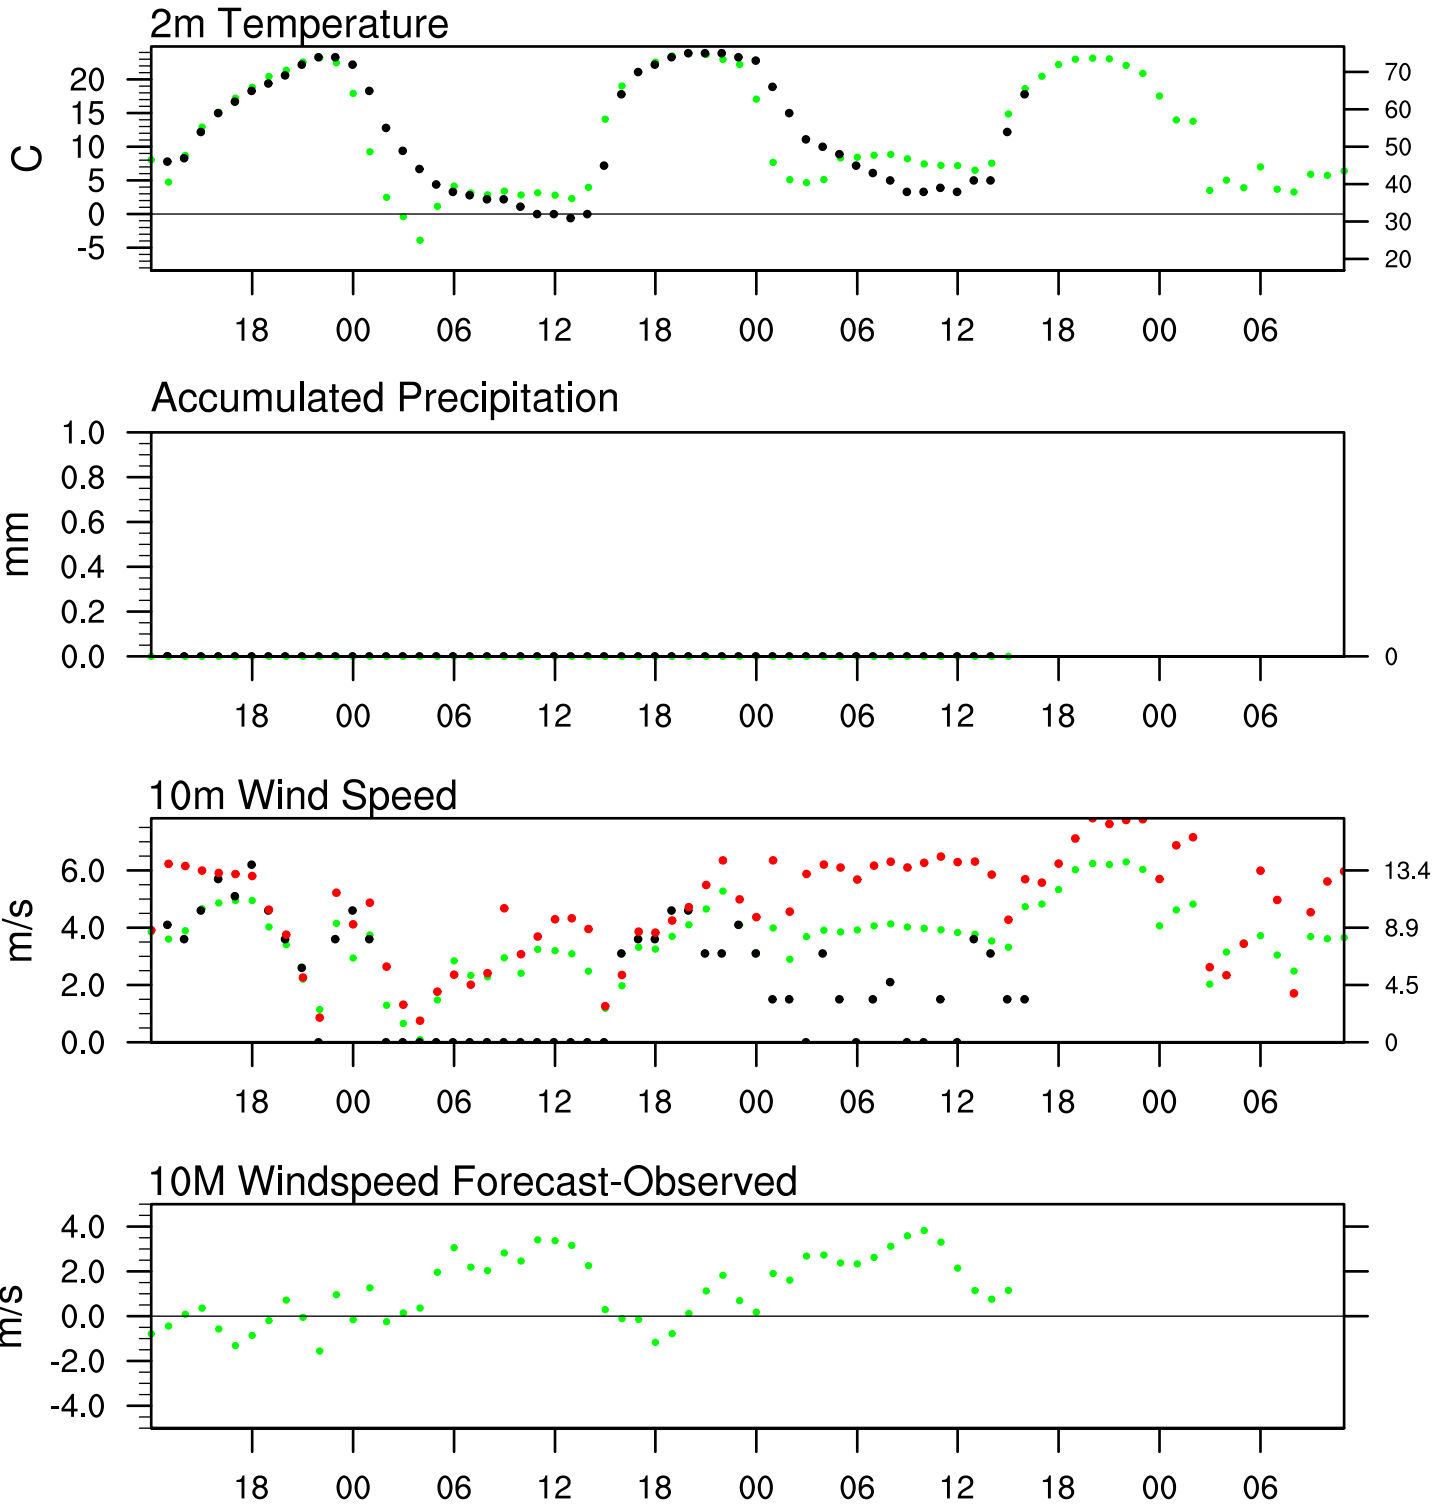 2m Temperature
20 70
15 60
10 50
5 40
0 30
-5 20
C
18 00 06 12 18 00 06 12 18 00 06
Accumulated Precipitation
1.0
0.8
0.6
0.4
0.2
0.0 0
mm
18 00 06 12 18 00 06 12 18 00 06
10m Wind Speed
6.0 13.4
4.0 8.9
2.0 4.5
0.0 0
m/s
18 00 06 12 18 00 06 12 18 00 06
10M Windspeed Forecast-Observed
4.0
2.0
0.0
-2.0
-4.0
m/s
18 00 06 12 18 00 06 12 18 00 06